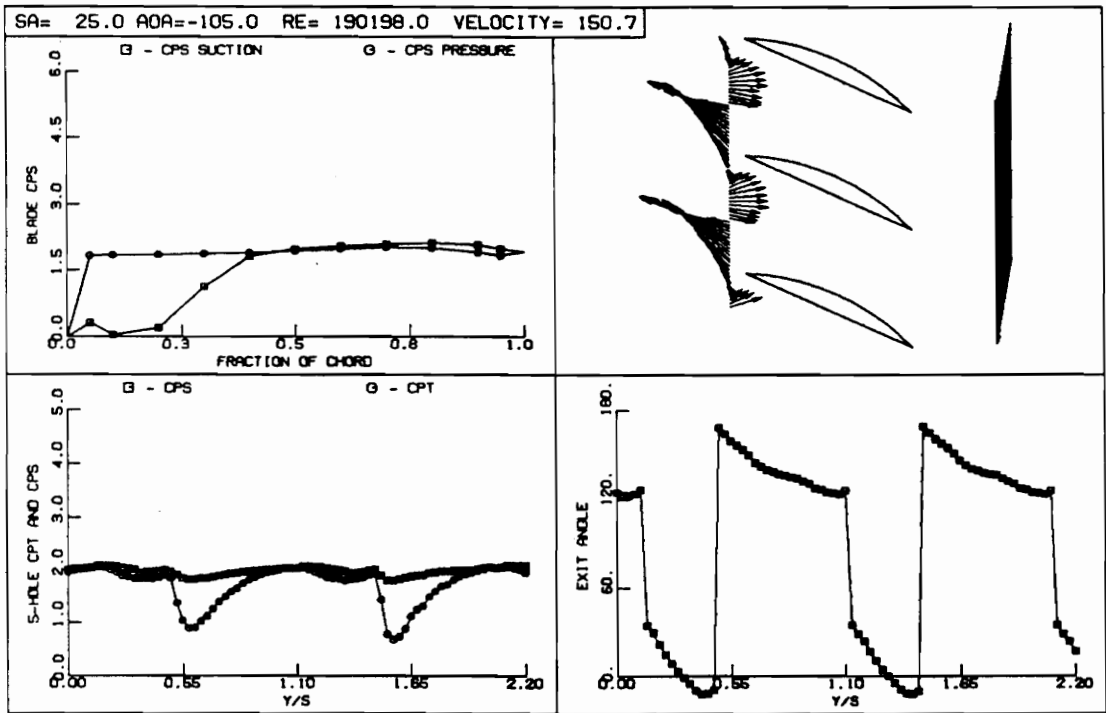 SA= 25.0 AOA=-105.0 RE= 190198.0 VELOCITY= 150.7
⊡ - CPS SUCTION ⊙ - CPS PRESSURE
BLADE CPS
6.0
4.5
3.0
1.5
0.0
0.0 0.3 0.5 0.8 1.0
FRACTION OF CHORD
⊡ - CPS ⊙ - CPT
5-HOLE CPT AND CPS
5.0
4.0
3.0
2.0
1.0
0.0
0.00 0.55 1.10 1.65 2.20
Y/S
EXIT ANGLE
180.
120.
60.
0.
0.00 0.55 1.10 1.65 2.20
Y/S